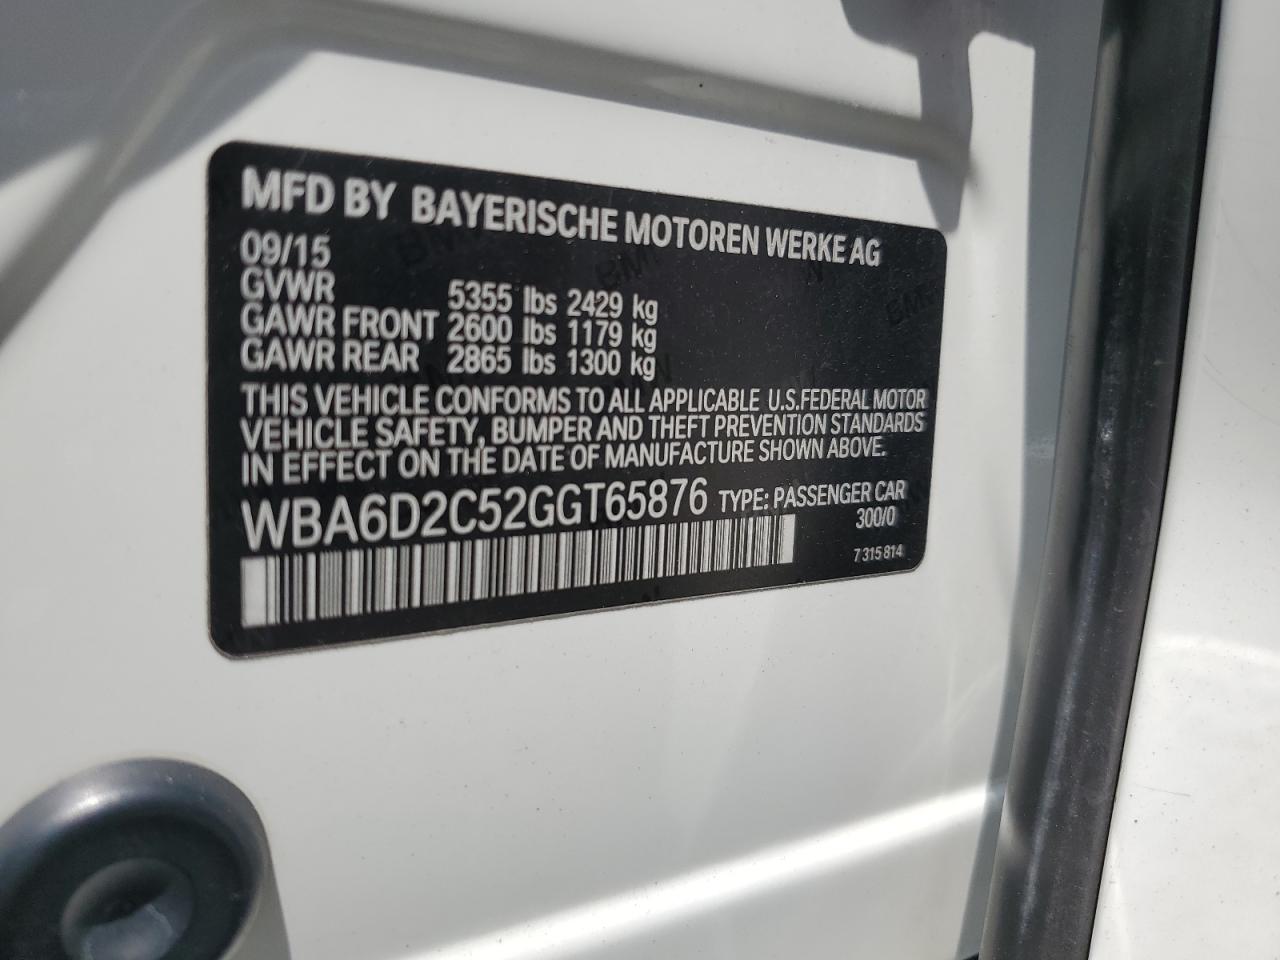 MFD BY BAYERISCHE MOTOREN WERKE AG
09/15
GVWR 5355 lbs 2429 kg
GAWR FRONT 2600 lbs 1179 kg
GAWR REAR 2865 lbs 1300 kg
THIS VEHICLE CONFORMS TO ALL APPLICABLE U.S.FEDERAL MOTOR
VEHICLE SAFETY, BUMPER AND THEFT PREVENTION STANDARDS
IN EFFECT ON THE DATE OF MANUFACTURE SHOWN ABOVE.
WBA6D2C52GGT65876 TYPE: PASSENGER CAR
300/0
7 315 814